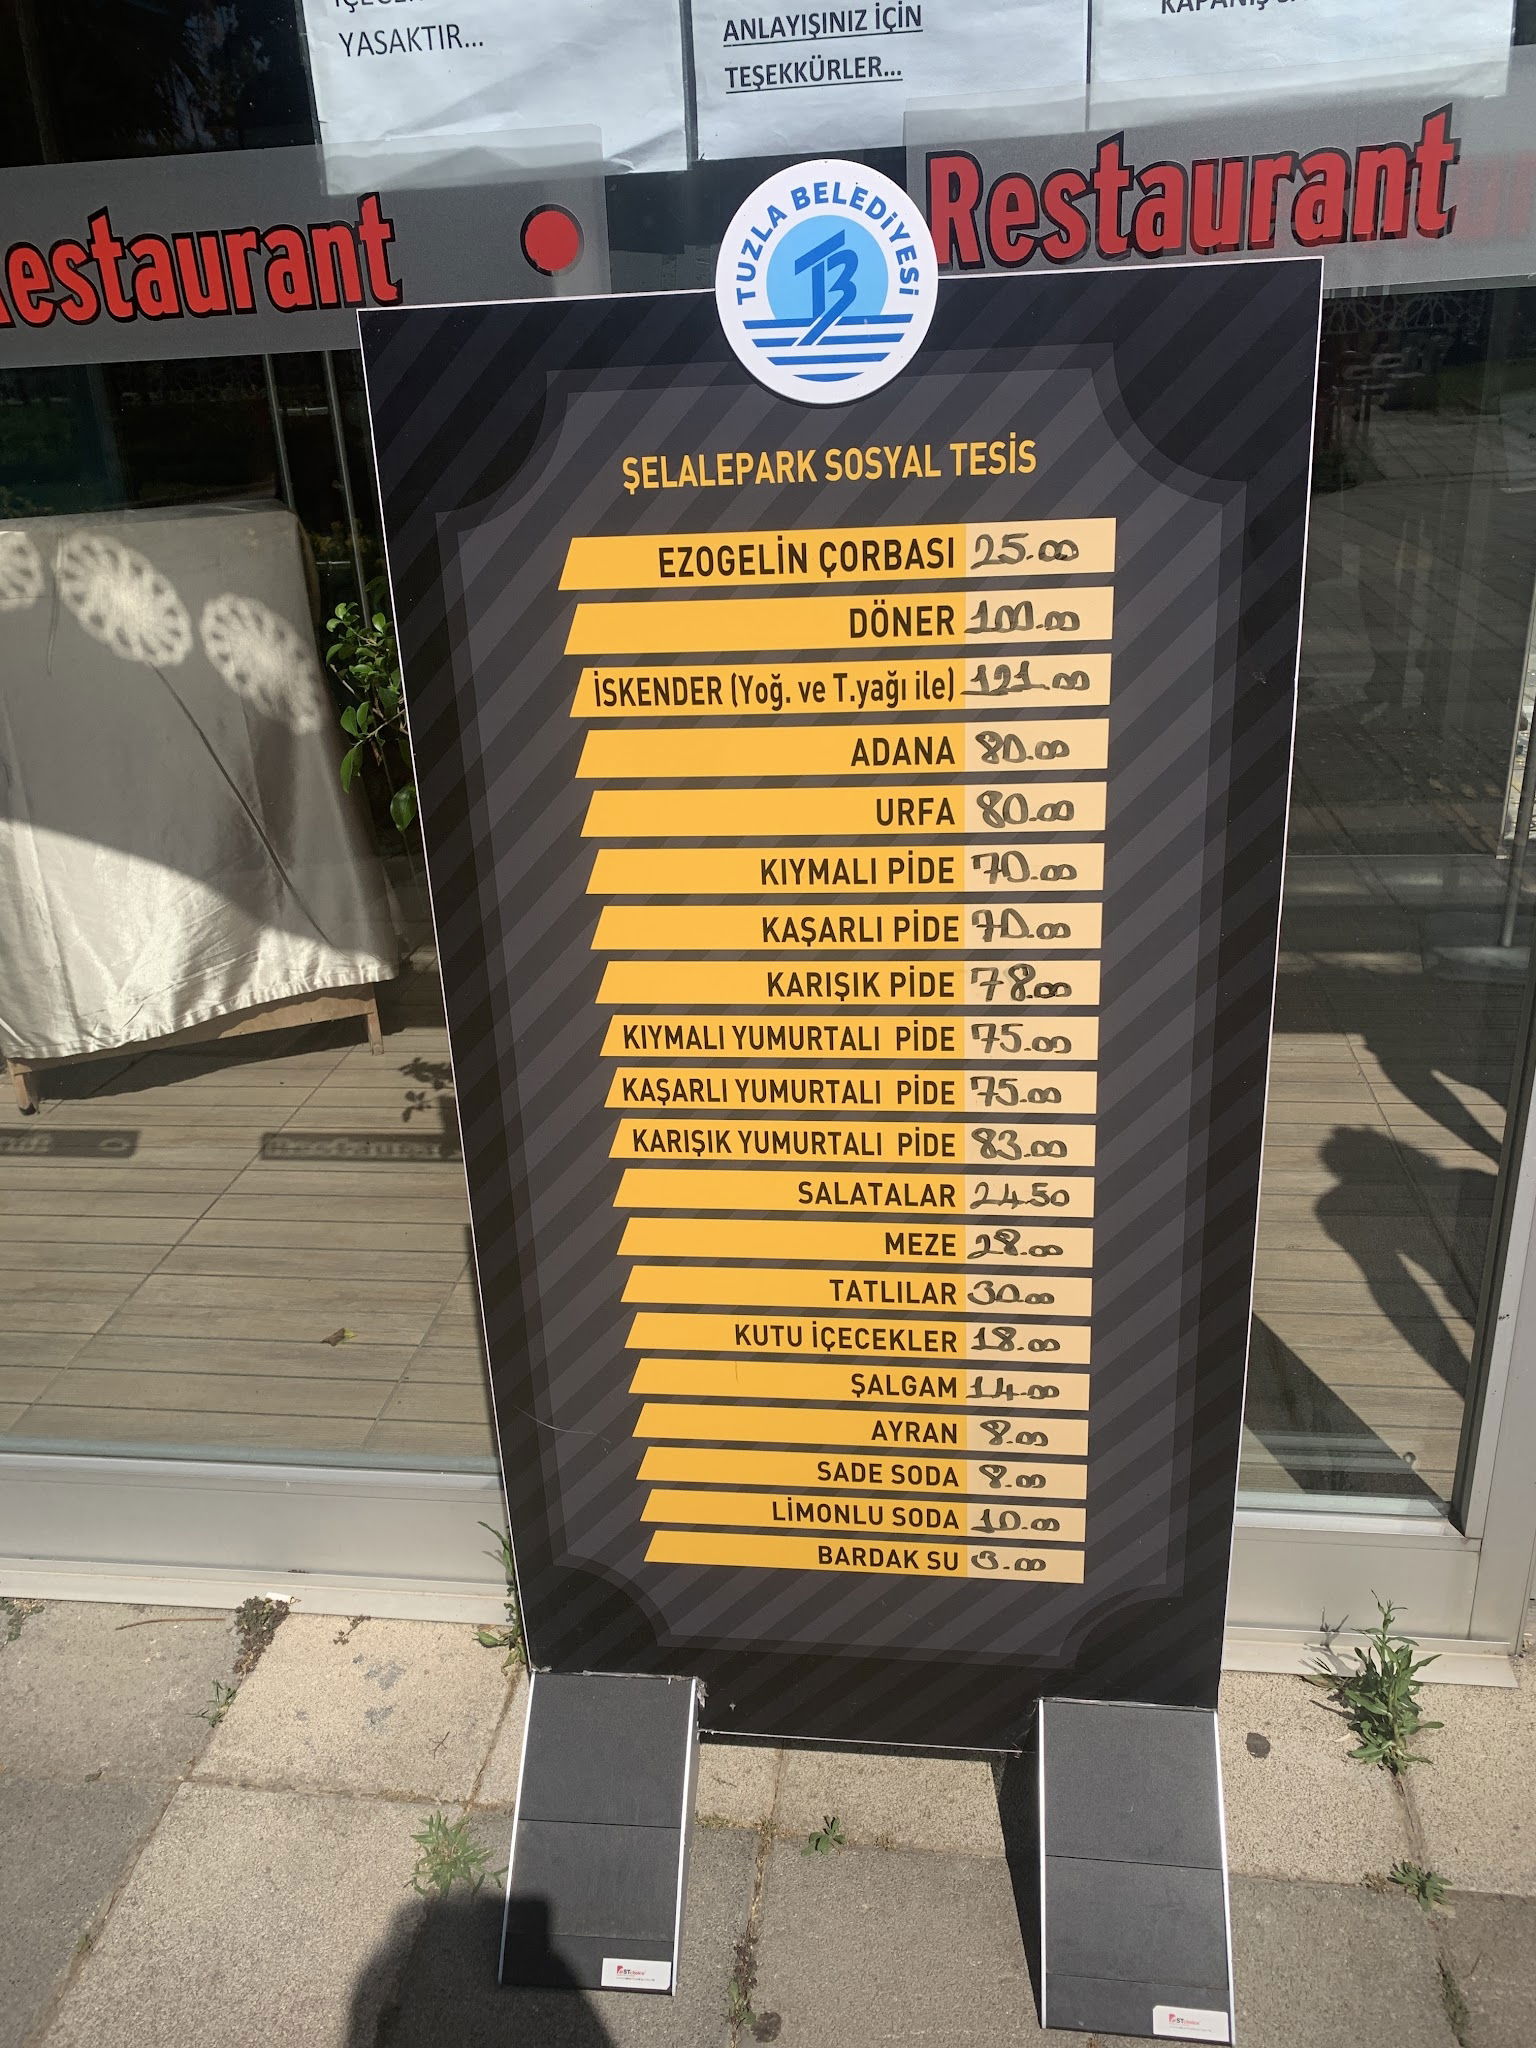 YASAKTIR...
ANLAYIŞINIZ İÇİN
TEŞEKKÜRLER...
estaurant
Restaurant
TUZLA BELEDİYESİ
TB
ŞELALEPARK SOSYAL TESİS
EZOGELİN ÇORBASI 25.00
DÖNER 100.00
İSKENDER (Yoğ. ve T.yağı ile) 121.00
ADANA 80.00
URFA 80.00
KIYMALI PİDE 70.00
KAŞARLI PİDE 70.00
KARIŞIK PİDE 78.00
KIYMALI YUMURTALI PİDE 75.00
KAŞARLI YUMURTALI PİDE 75.00
KARIŞIK YUMURTALI PİDE 83.00
SALATALAR 24.50
MEZE 28.00
TATLILAR 30.00
KUTU İÇECEKLER 18.00
ŞALGAM 14.00
AYRAN 8.00
SADE SODA 8.00
LİMONLU SODA 10.00
BARDAK SU 3.00